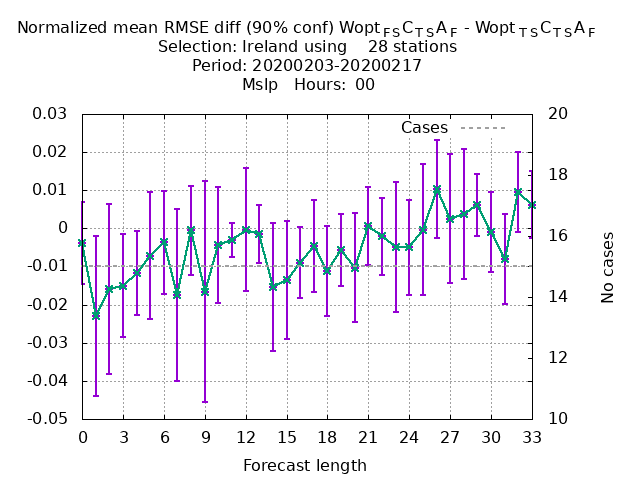 Normalized mean RMSE diff (90% conf) Wopt FS C TS A F - Wopt TS C TS A F
Selection: Ireland using 28 stations
Period: 20200203-20200217
Mslp Hours: 00
Cases
0.03
0.02
0.01
0
-0.01
-0.02
-0.03
-0.04
-0.05
20
18
16
14
12
10
No cases
0 3 6 9 12 15 18 21 24 27 30 33
Forecast length